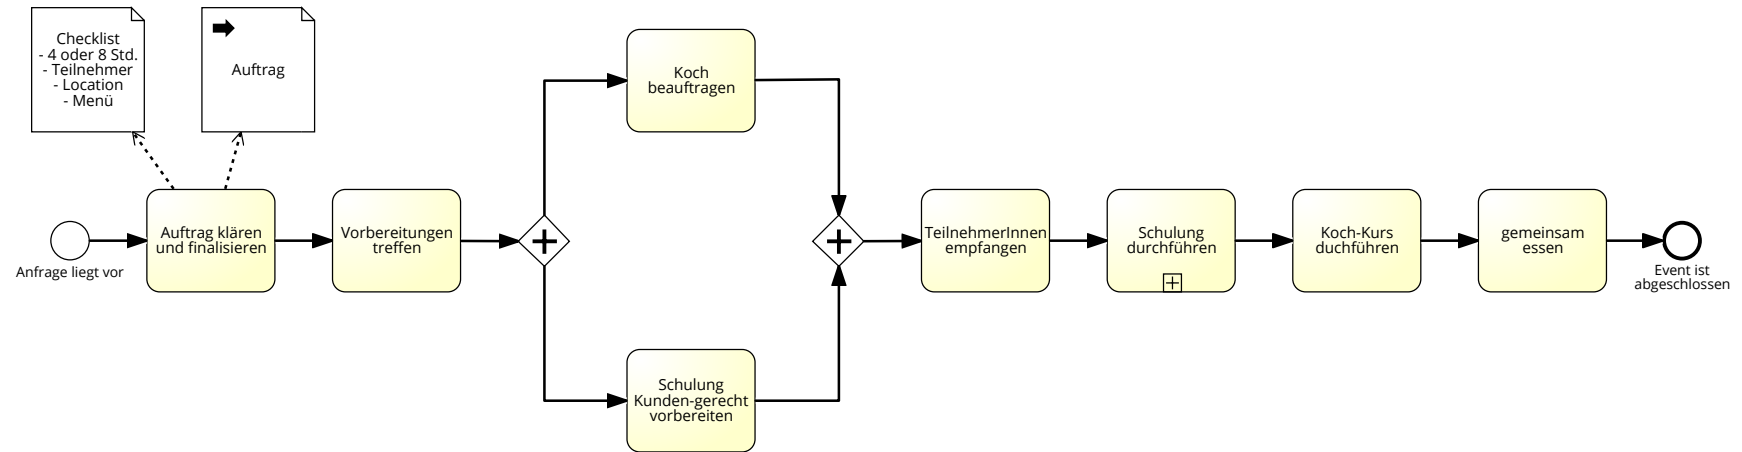 Checklist
- 4 oder 8 Std.
- Teilnehmer
- Location
- Menü
Auftrag
Koch
beauftragen
Anfrage liegt vor
Auftrag klären
und finalisieren
Vorbereitungen
treffen
TeilnehmerInnen
empfangen
Schulung
durchführen
Koch-Kurs
duchführen
gemeinsam
essen
Event ist
abgeschlossen
Schulung
Kunden-gerecht
vorbereiten